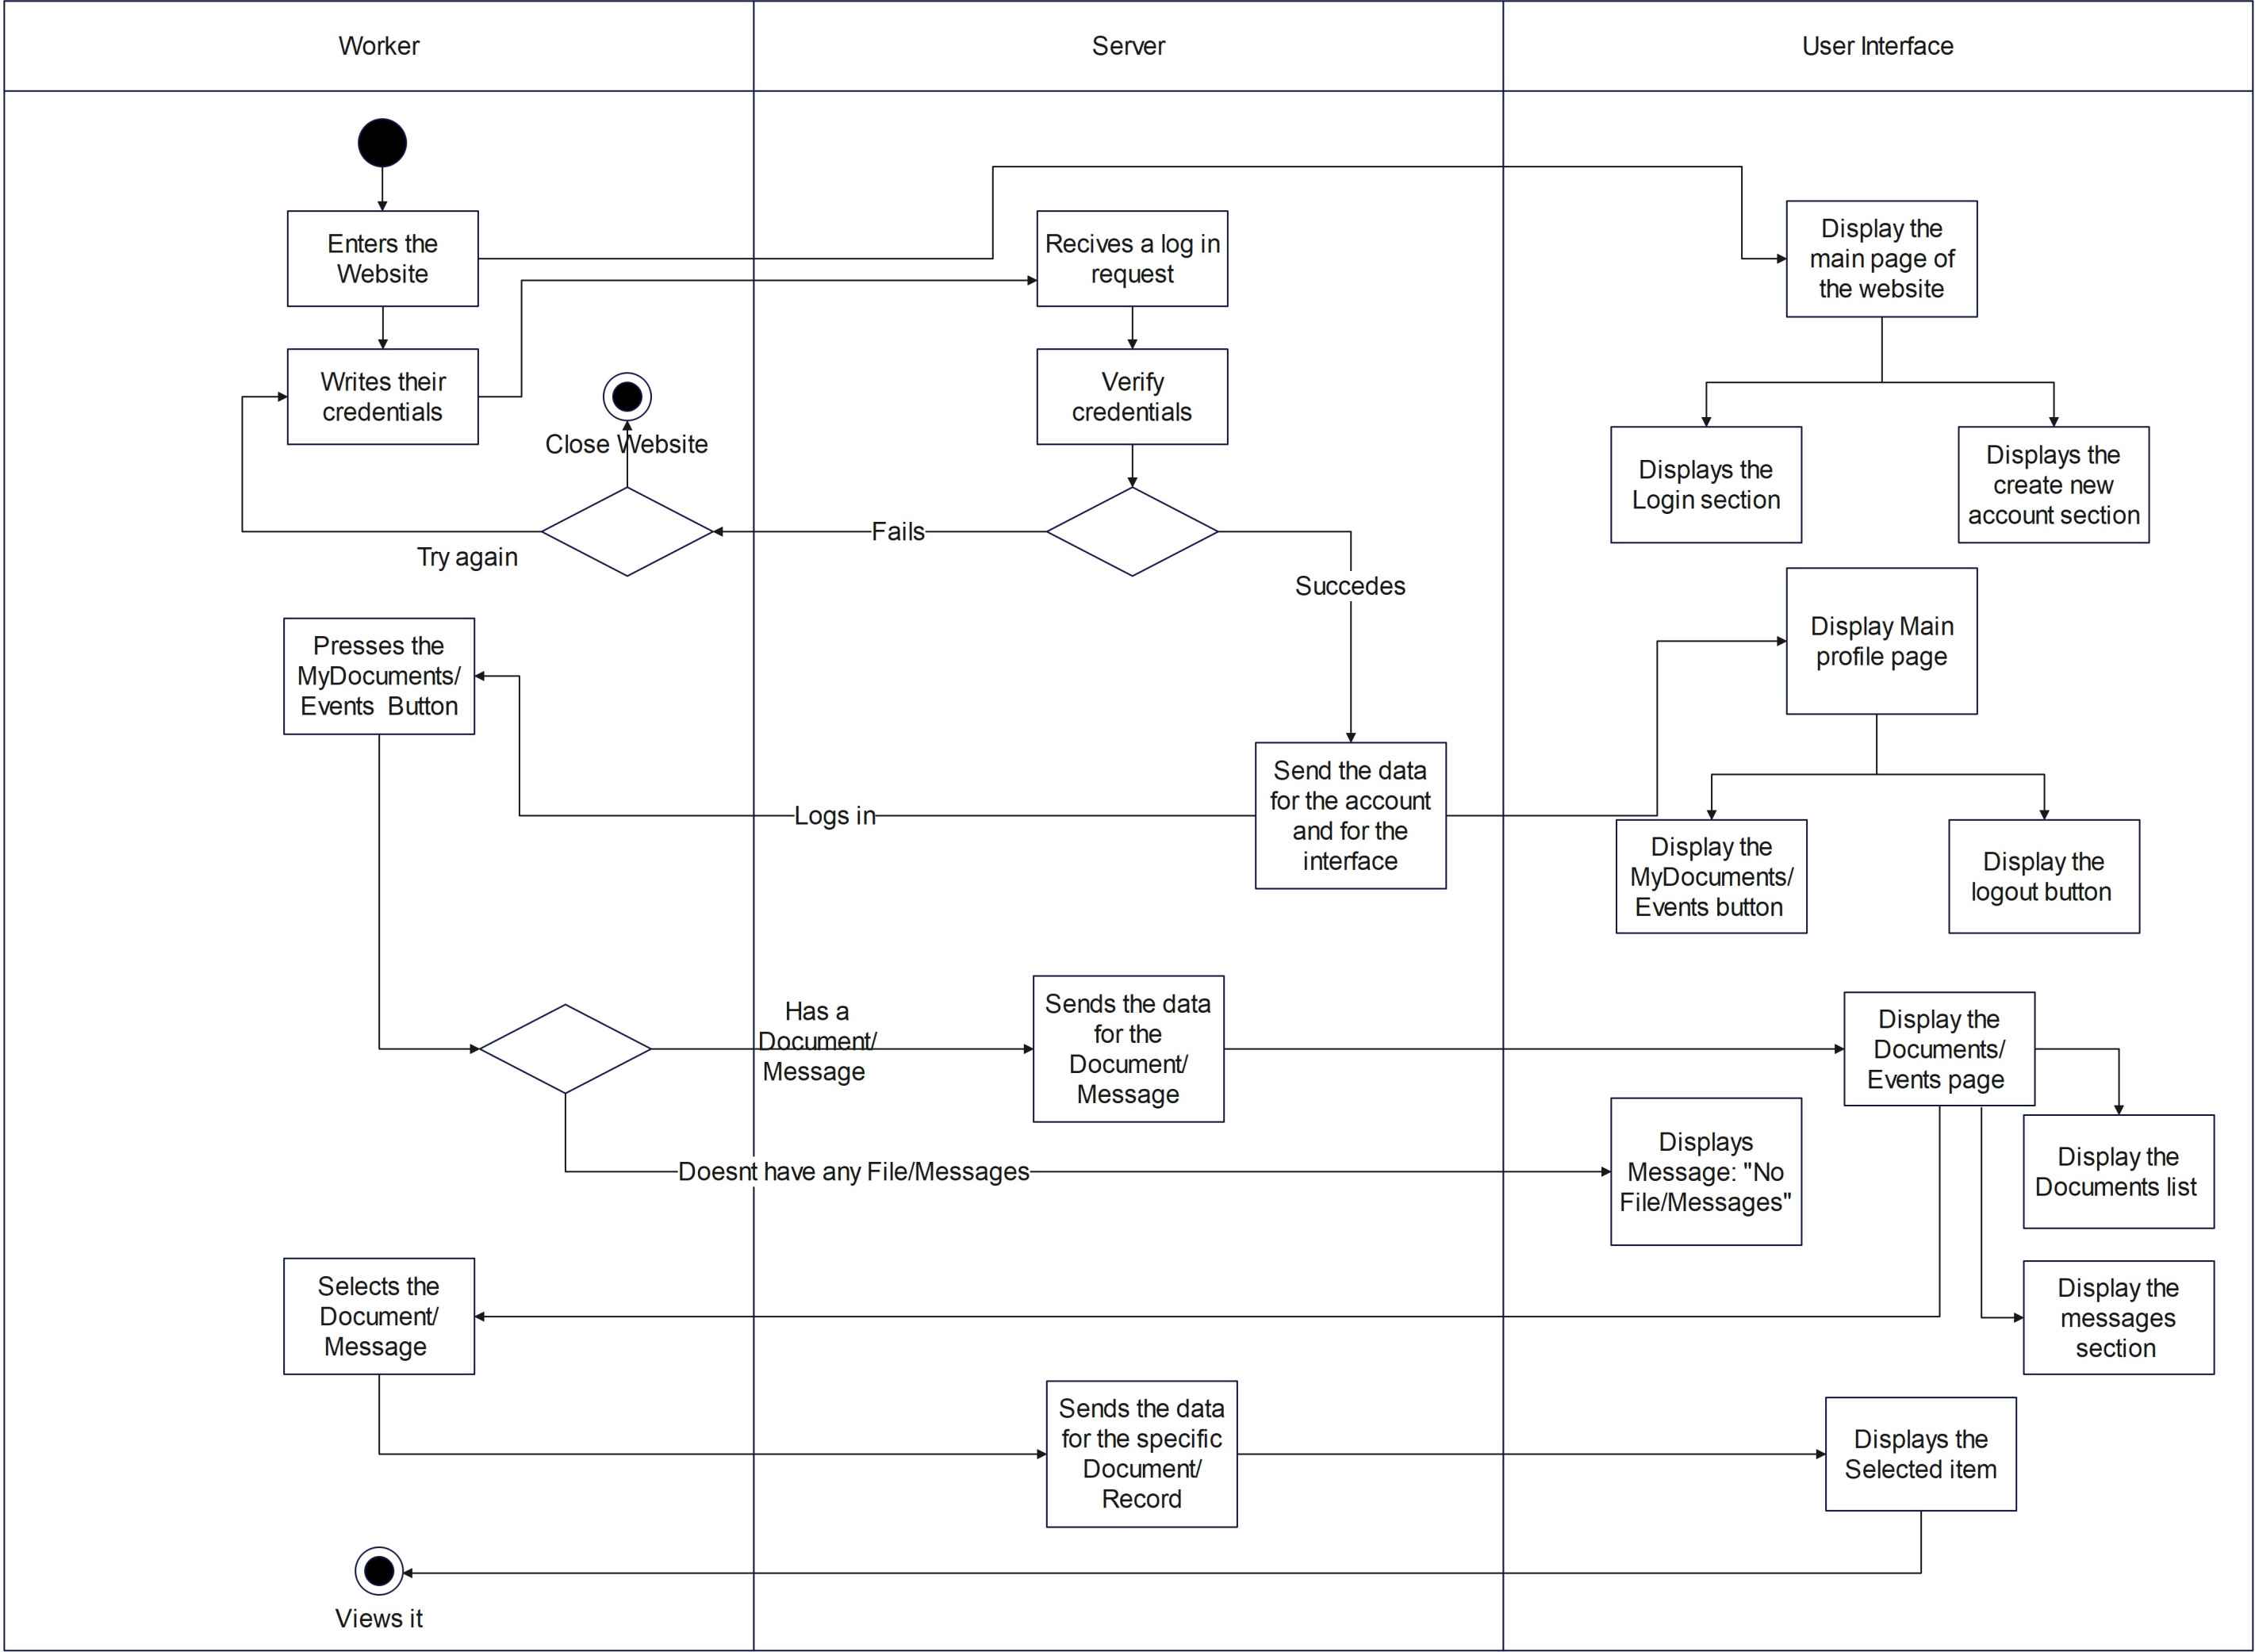 Worker
Server
User Interface
Enters the
Website
Recives a log in
request
Display the
main page of
the website
Writes their
credentials
Verify
credentials
Close Website
Displays the
Login section
Displays the
create new
account section
Fails
Try again
Succedes
Presses the
MyDocuments/
Events  Button
Display Main
profile page
Send the data
for the account
and for the
interface
Logs in
Display the
MyDocuments/
Events button
Display the
logout button
Has a
Document/
Message
Sends the data
for the
Document/
Message
Display the
Documents/
Events page
Doesnt have any File/Messages
Displays
Message: "No
File/Messages"
Display the
Documents list
Selects the
Document/
Message
Display the
messages
section
Sends the data
for the specific
Document/
Record
Displays the
Selected item
Views it